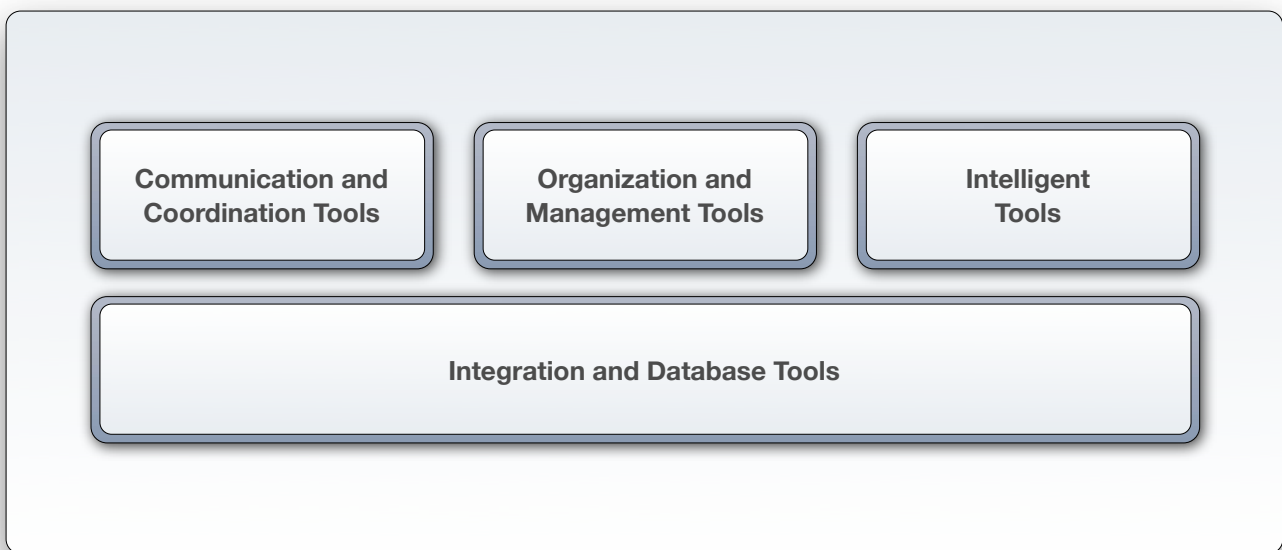 Communication and
Coordination Tools
Organization and
Management Tools
Intelligent
Tools
Integration and Database Tools